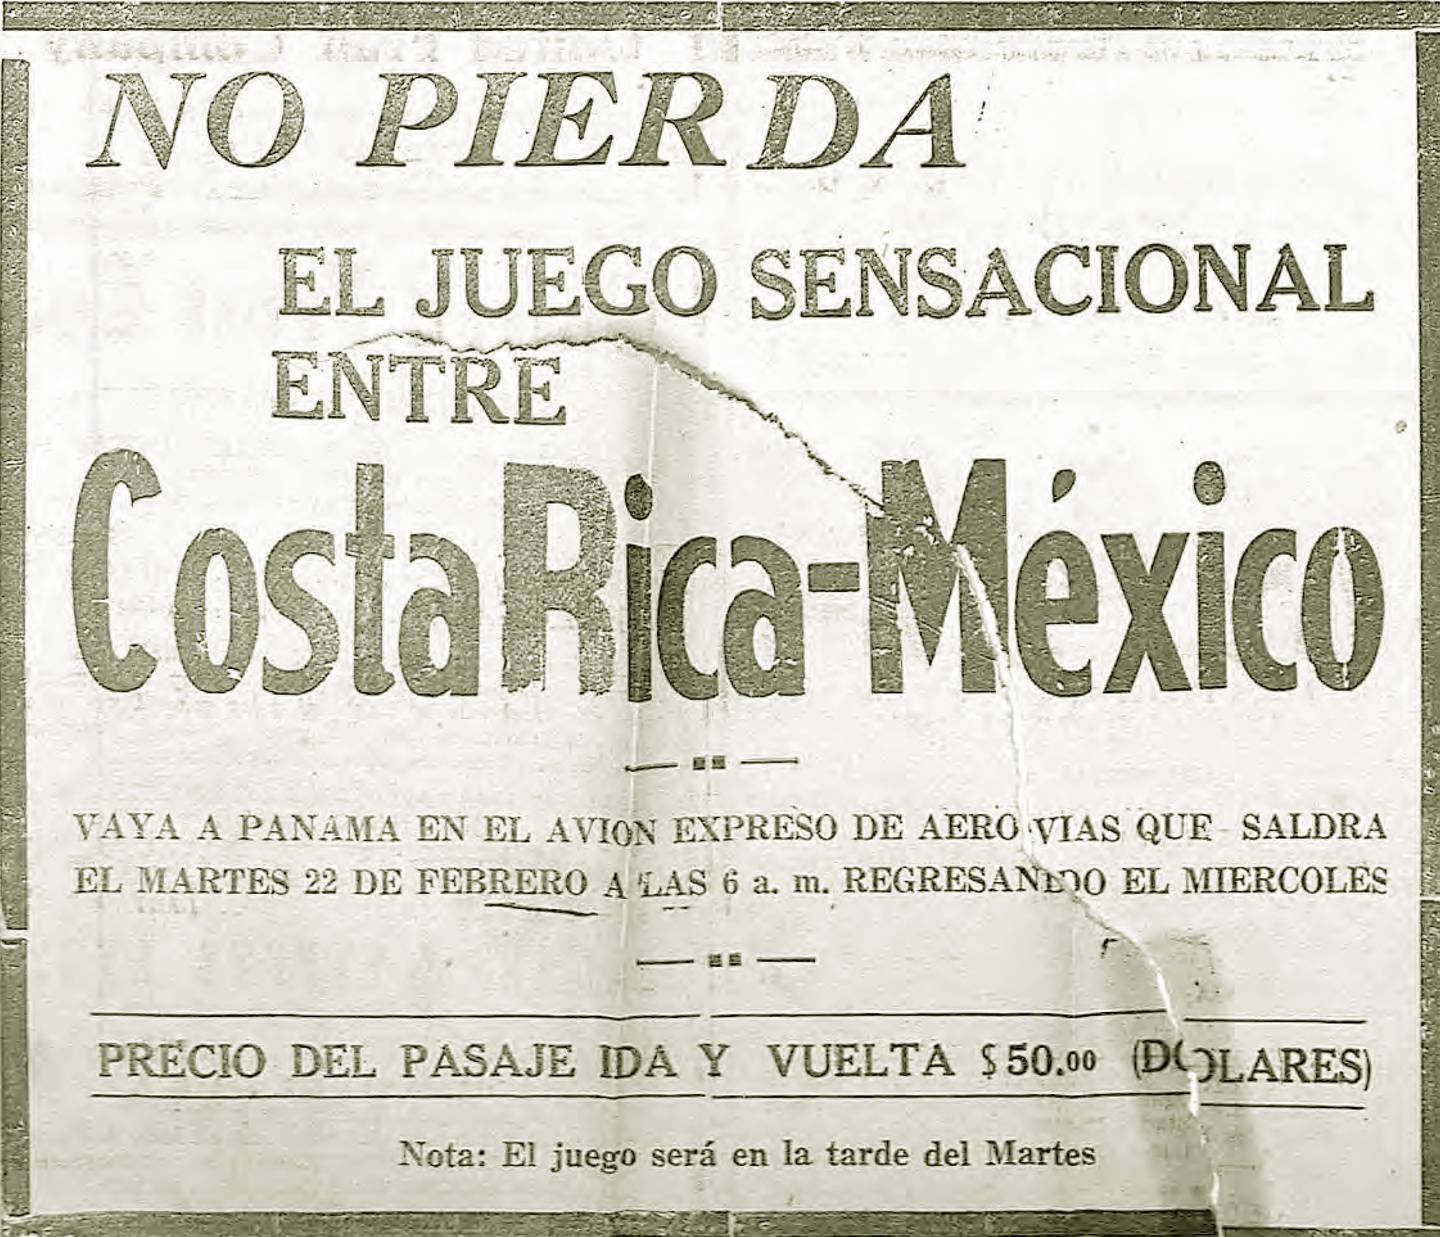 NO PIERDA
EL JUEGO SENSACIONAL
ENTRE
Costa Rica-México
VAYA A PANAMA EN EL AVION EXPRESO DE AEROVIAS QUE SALDRA
EL MARTES 22 DE FEBRERO A LAS 6 a. m. REGRESANDO EL MIERCOLES
PRECIO DEL PASAJE IDA Y VUELTA $50.00 (DOLARES)
Nota: El juego será en la tarde del Martes